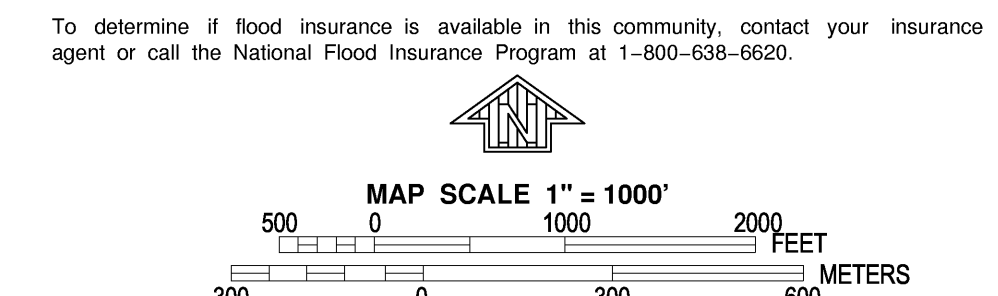 To determine if flood insurance is available in this community, contact your insurance
agent or call the National Flood Insurance Program at 1–800–638–6620.
N
MAP SCALE 1" = 1000'
500 0 1000 2000
FEET
METERS
300 0 300 600